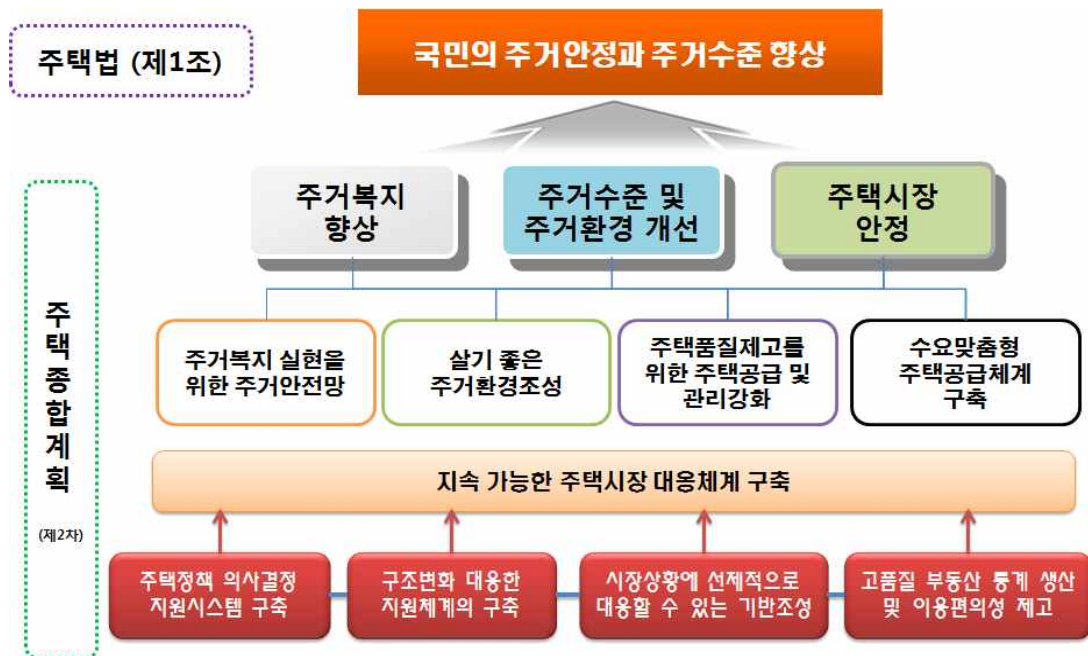 주택법 (제1조)
국민의 주거안정과 주거수준 향상
주거복지
향상
주거수준 및
주거환경 개선
주택시장
안정
주
택
종
합
계
획
(제2차)
주거복지 실현을
위한 주거안전망
살기 좋은
주거환경조성
주택품질제고를
위한 주택공급 및
관리강화
수요맞춤형
주택공급체계
구축
지속 가능한 주택시장 대응체계 구축
주택정책 의사결정
지원시스템 구축
구조변화 대응한
지원체계의 구축
시장상황에 선제적으로
대응할 수 있는 기반조성
고품질 부동산 통계 생산
및 이용편의성 제고